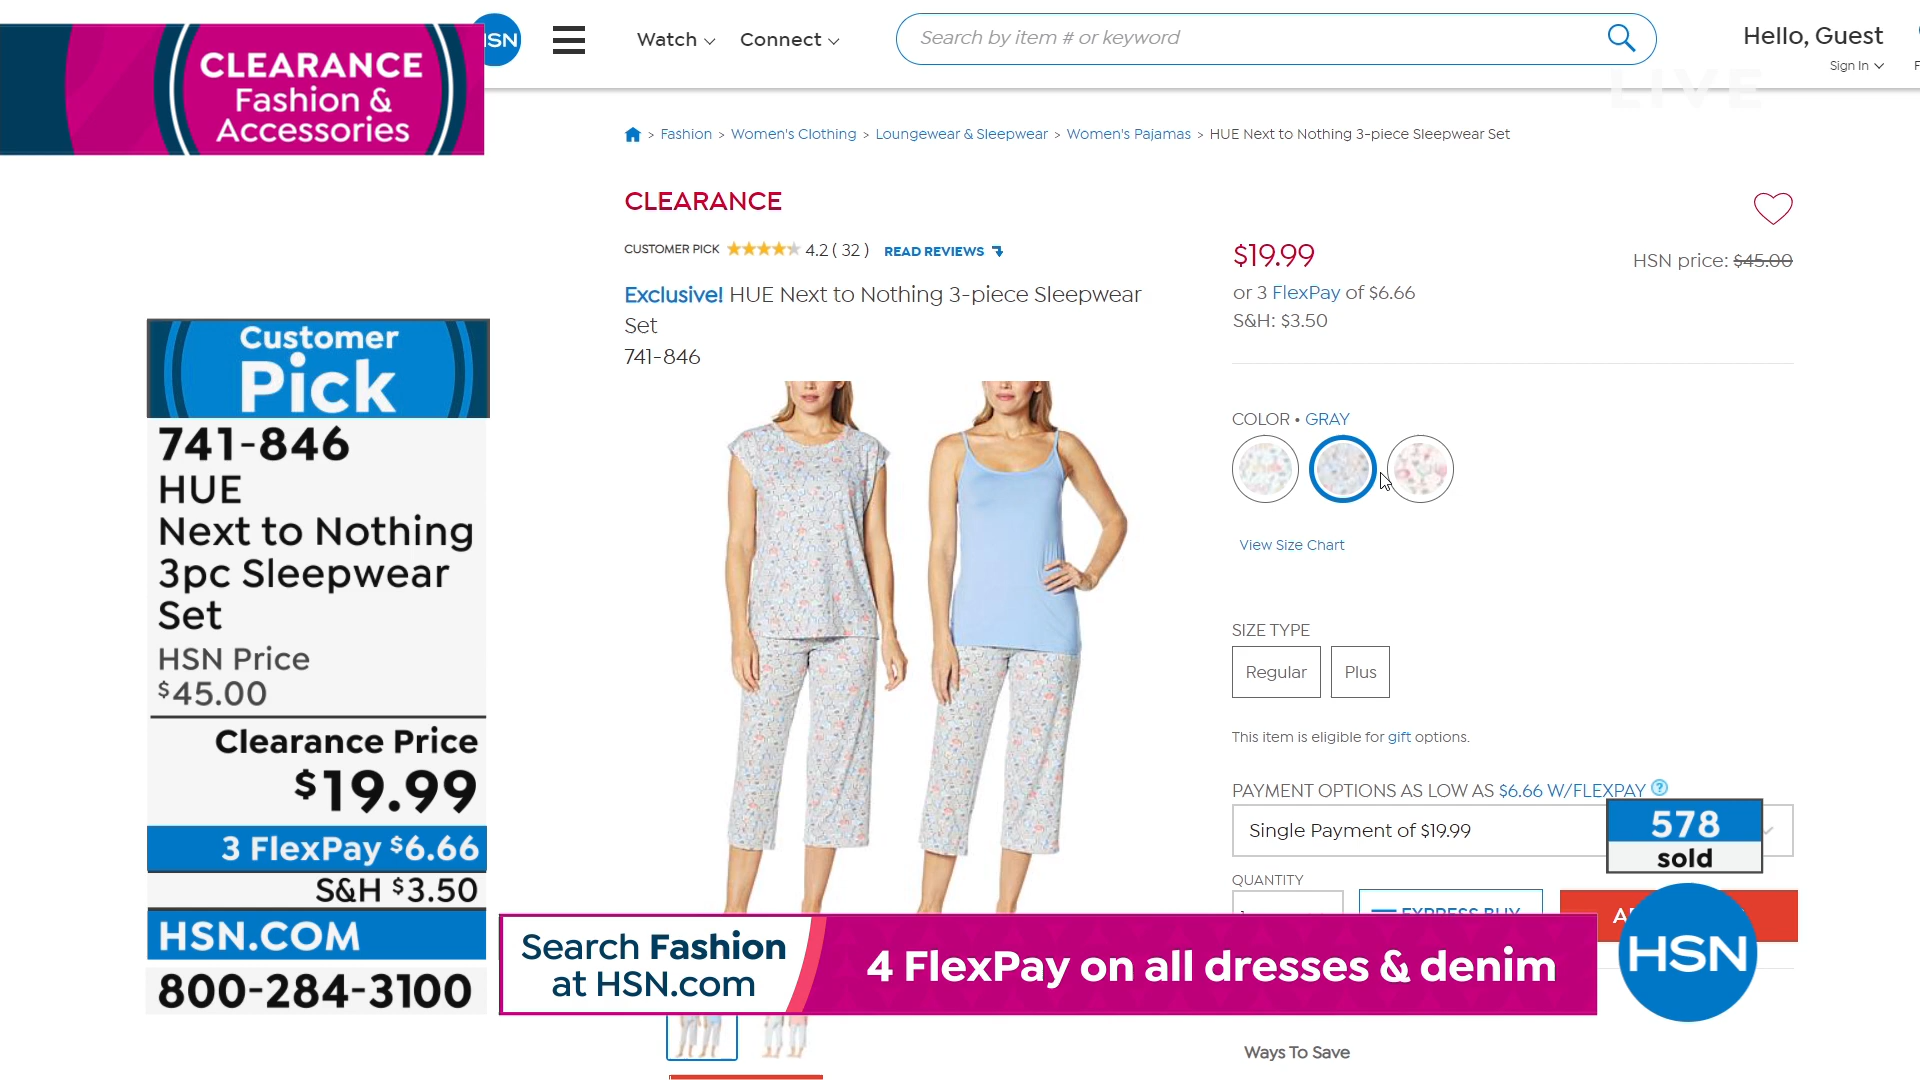 CLEARANCE
Fashion &
Accessories
HSN
Watch
Connect
Search by item # or keyword
Hello, Guest
Sign In
LIVE
> Fashion > Women's Clothing > Loungewear & Sleepwear > Women's Pajamas > HUE Next to Nothing 3-piece Sleepwear Set
CLEARANCE
CUSTOMER PICK 4.2 ( 32 ) READ REVIEWS
Exclusive! HUE Next to Nothing 3-piece Sleepwear
Set
741-846
$19.99
HSN price: $45.00
or 3 FlexPay of $6.66
S&H: $3.50
COLOR • GRAY
View Size Chart
SIZE TYPE
Regular
Plus
This item is eligible for gift options.
PAYMENT OPTIONS AS LOW AS $6.66 W/FLEXPAY ?
Single Payment of $19.99
QUANTITY
EXPRESS BUY
578
sold
Customer
Pick
741-846
HUE
Next to Nothing
3pc Sleepwear
Set
HSN Price
$45.00
Clearance Price
$19.99
3 FlexPay $6.66
S&H $3.50
HSN.COM
800-284-3100
Search Fashion
at HSN.com
4 FlexPay on all dresses & denim
HSN
Ways To Save